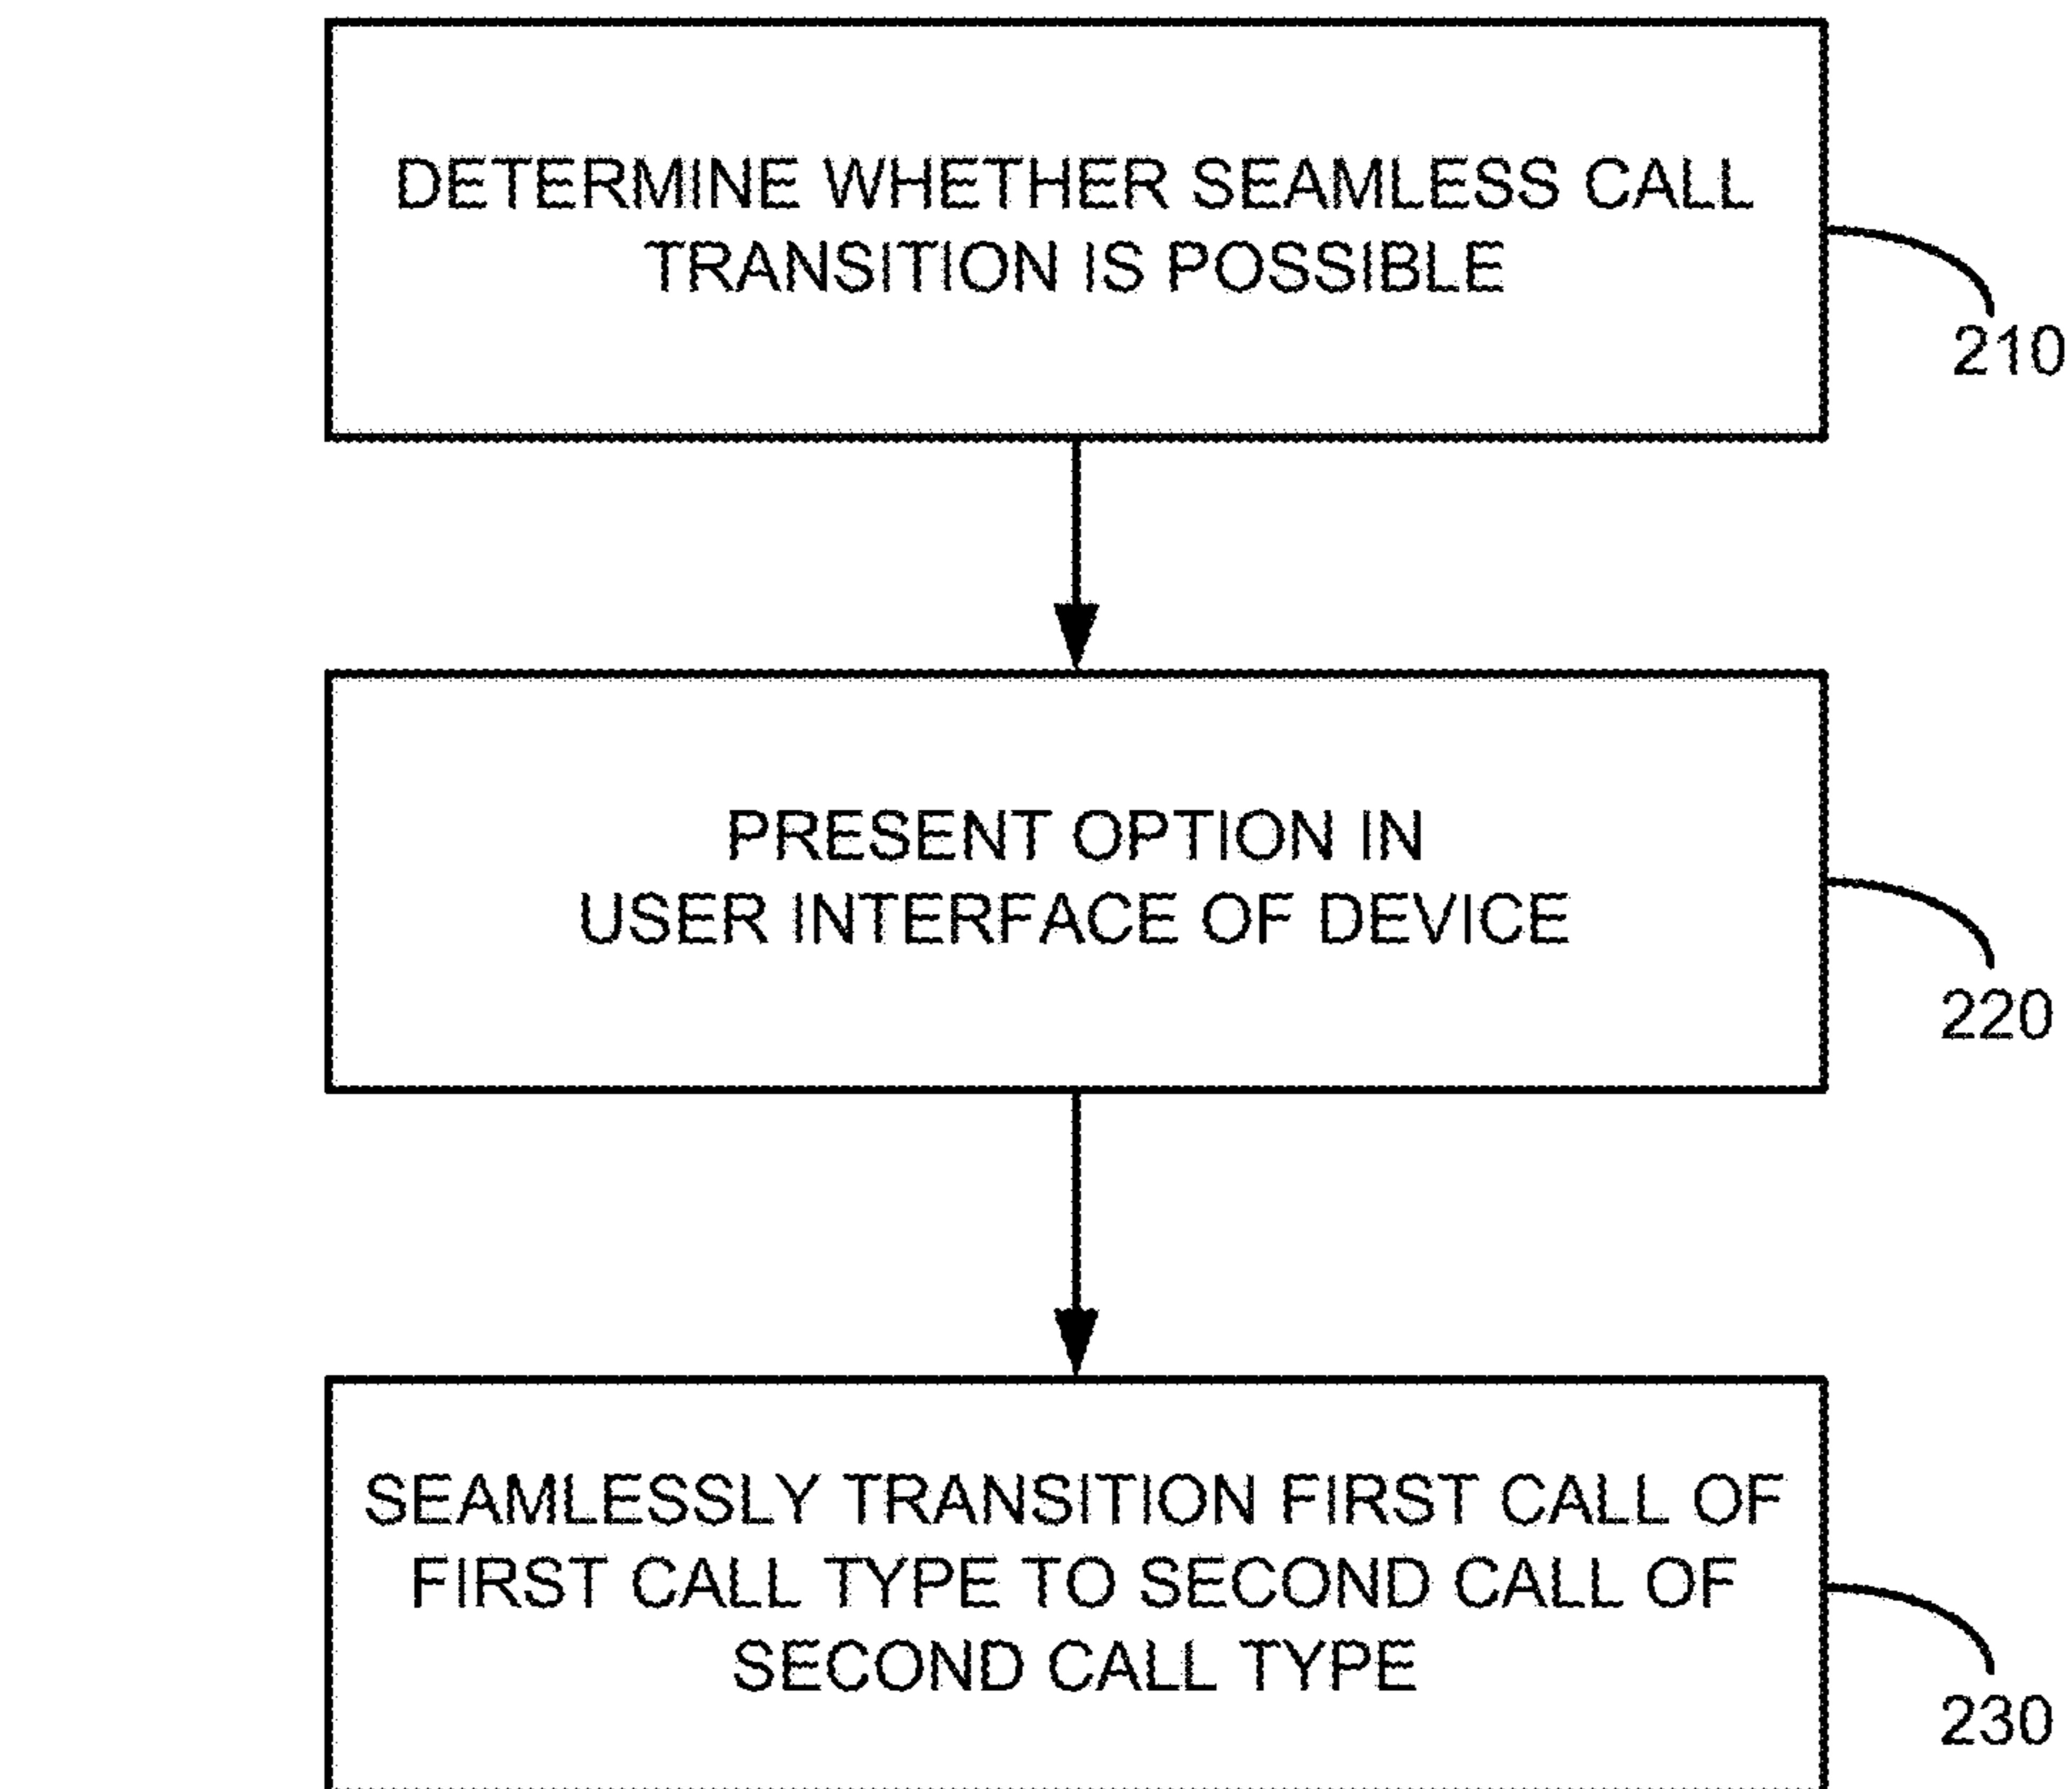 DETERMINE WHETHER SEAMLESS CALL
TRANSITION IS POSSIBLE
210
PRESENT OPTION IN
USER INTERFACE OF DEVICE
220
SEAMLESSLY TRANSITION FIRST CALL OF
FIRST CALL TYPE TO SECOND CALL OF
SECOND CALL TYPE
230